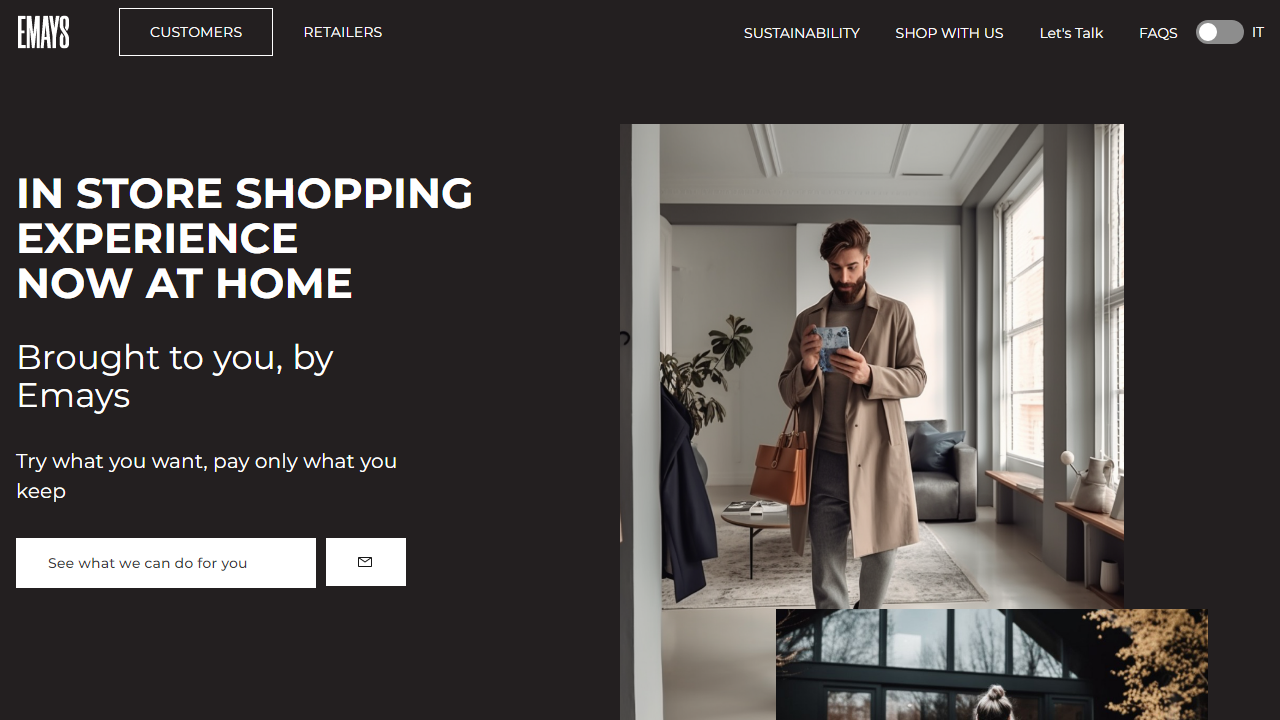 EMAYS
CUSTOMERS
RETAILERS
SUSTAINABILITY
SHOP WITH US
Let's Talk
FAQS
IT
IN STORE SHOPPING
EXPERIENCE
NOW AT HOME
Brought to you, by
Emays
Try what you want, pay only what you
keep
See what we can do for you